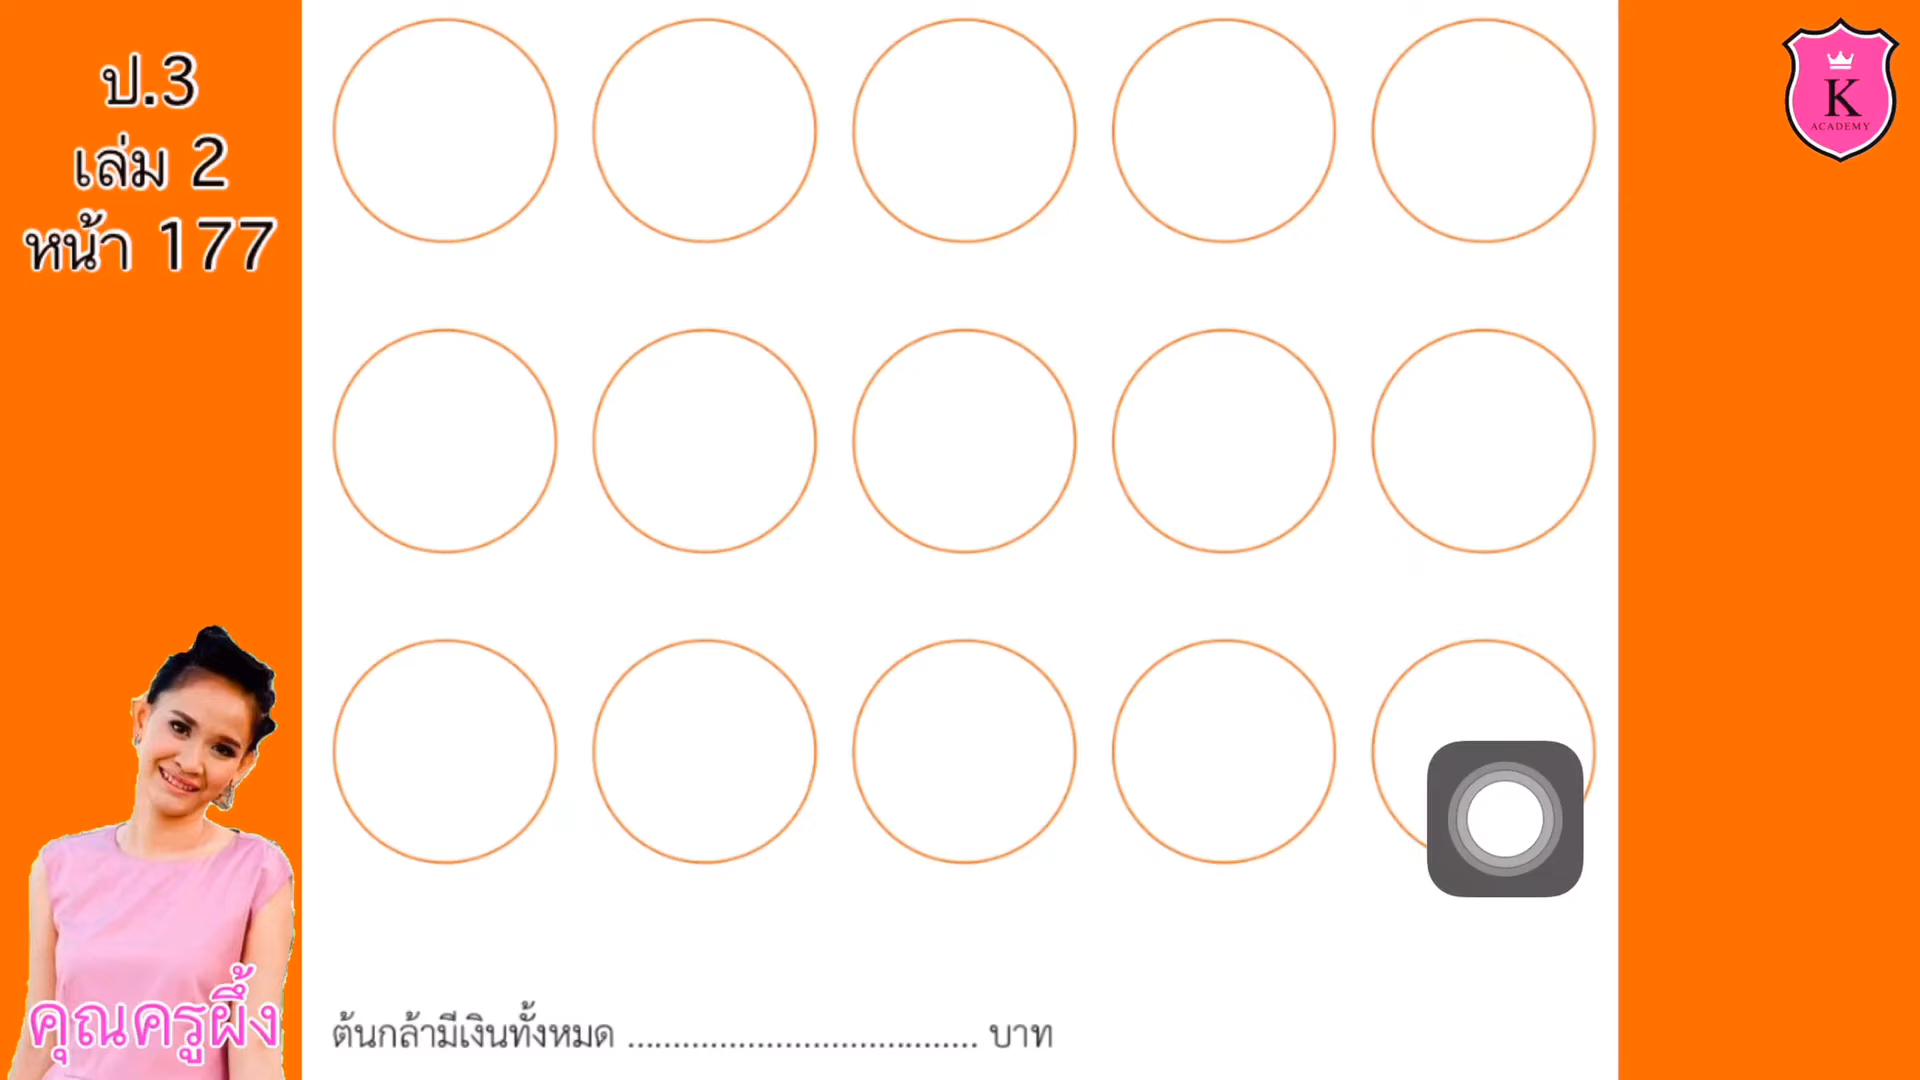 ป.3
เล่ม 2
หน้า 177
K
ACADEMY
คุณครูผึ้ง
ต้นกล้ามีเงินทั้งหมด ....................................... บาท